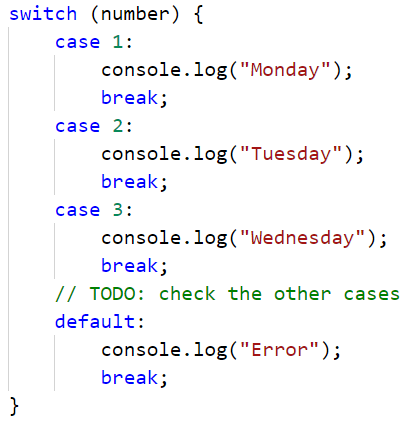 switch (number) {
    case 1:
        console.log("Monday");
        break;
    case 2:
        console.log("Tuesday");
        break;
    case 3:
        console.log("Wednesday");
        break;
    // TODO: check the other cases
    default:
        console.log("Error");
        break;
}